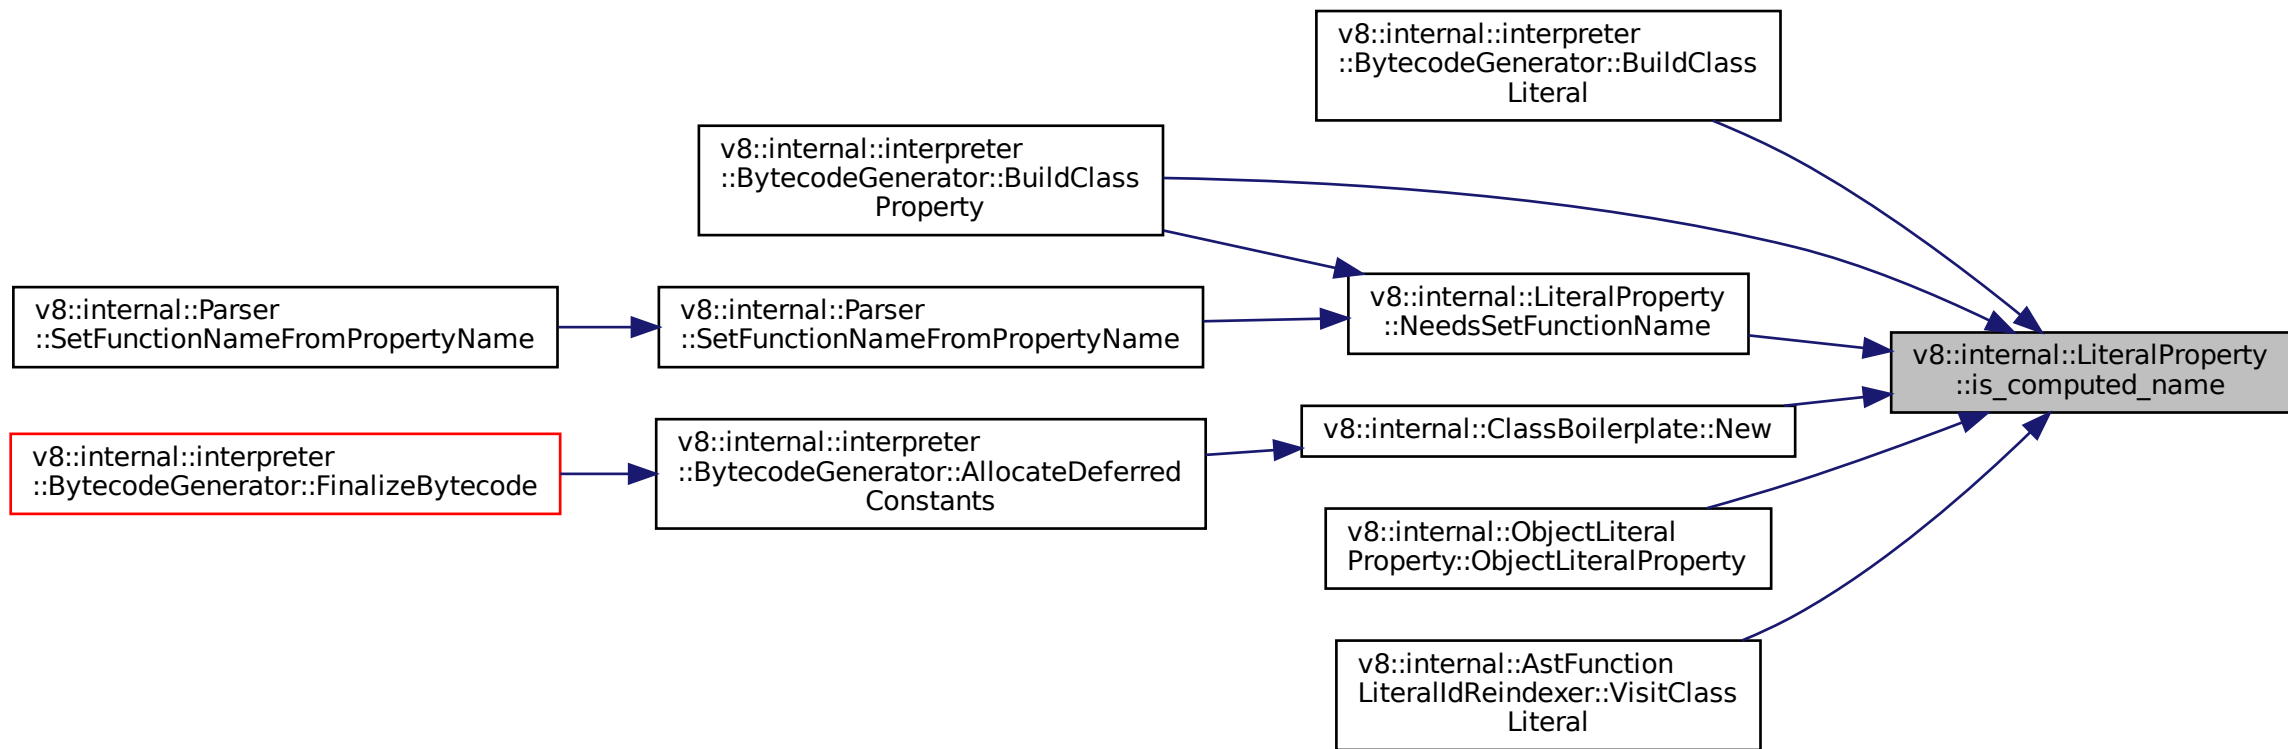 v8::internal::interpreter
::BytecodeGenerator::BuildClass
Literal
v8::internal::interpreter
::BytecodeGenerator::BuildClass
Property
v8::internal::Parser
::SetFunctionNameFromPropertyName
v8::internal::Parser
::SetFunctionNameFromPropertyName
v8::internal::LiteralProperty
::NeedsSetFunctionName
v8::internal::LiteralProperty
::is_computed_name
v8::internal::interpreter
::BytecodeGenerator::FinalizeBytecode
v8::internal::interpreter
::BytecodeGenerator::AllocateDeferred
Constants
v8::internal::ClassBoilerplate::New
v8::internal::ObjectLiteral
Property::ObjectLiteralProperty
v8::internal::AstFunction
LiteralIdReindexer::VisitClass
Literal